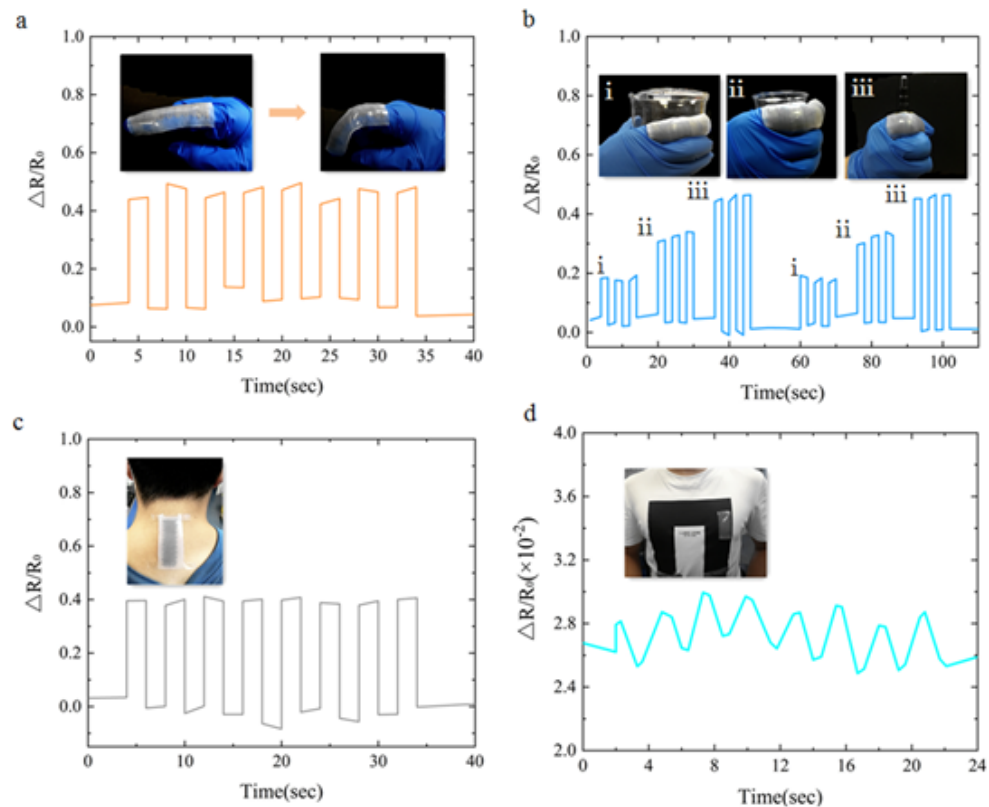 a
1.0
0.8
0.6
0.4
0.2
0.0
△R/R₀
0 5 10 15 20 25 30 35 40
Time(sec)
b
1.0
0.8
0.6
0.4
0.2
0.0
△R/R₀
i
ii
iii
i
ii
iii
i
ii
iii
0 20 40 60 80 100
Time(sec)
c
1.0
0.8
0.6
0.4
0.2
0.0
△R/R₀
0 10 20 30 40
Time(sec)
d
4.0
3.6
3.2
2.8
2.4
2.0
△R/R₀(×10⁻²)
0 4 8 12 16 20 24
Time(sec)